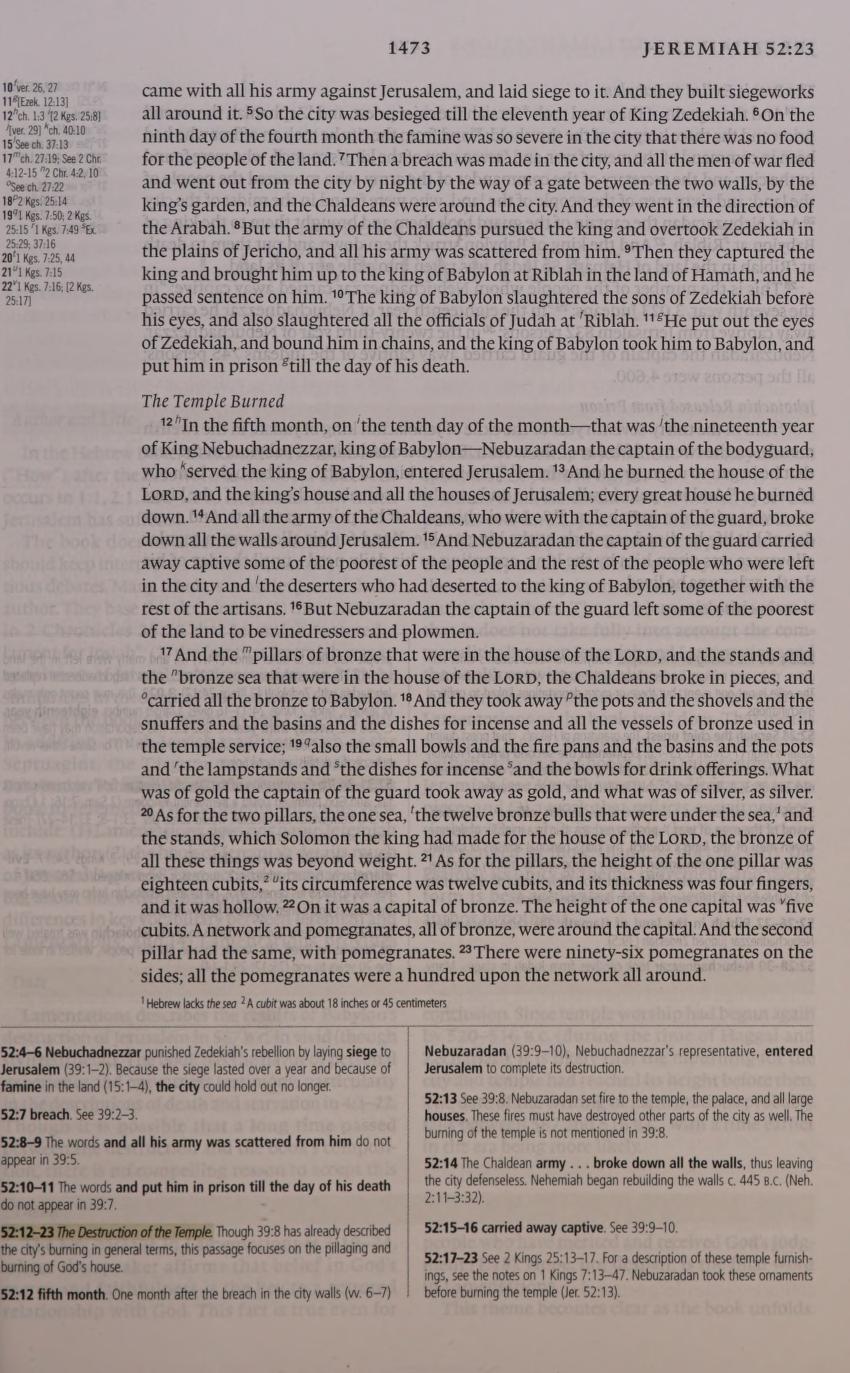 1473
JEREMIAH 52:23
10 f ver. 26, 27
11 g [Ezek. 12:13]
12 h ch. 1:3 i [2 Kgs. 25:8]
j [ver. 29] k ch. 40:10
15 l See ch. 37:13
17 m ch. 27:19; See 2 Chr.
4:12-15 n 2 Chr. 4:2, 10
o See ch. 27:22
18 p 2 Kgs. 25:14
19 q 1 Kgs. 7:50; 2 Kgs.
25:15 r 1 Kgs. 7:49 s Ex.
25:29; 37:16
20 t 1 Kgs. 7:25, 44
21 u 1 Kgs. 7:15
22 v 1 Kgs. 7:16; [2 Kgs.
25:17]
came with all his army against Jerusalem, and laid siege to it. And they built siegeworks
all around it. 5 So the city was besieged till the eleventh year of King Zedekiah. 6 On the
ninth day of the fourth month the famine was so severe in the city that there was no food
for the people of the land. 7 Then a breach was made in the city, and all the men of war fled
and went out from the city by night by the way of a gate between the two walls, by the
king's garden, and the Chaldeans were around the city. And they went in the direction of
the Arabah. 8 But the army of the Chaldeans pursued the king and overtook Zedekiah in
the plains of Jericho, and all his army was scattered from him. 9 Then they captured the
king and brought him up to the king of Babylon at Riblah in the land of Hamath, and he
passed sentence on him. 10 The king of Babylon slaughtered the sons of Zedekiah before
his eyes, and also slaughtered all the officials of Judah at f Riblah. 11 g He put out the eyes
of Zedekiah, and bound him in chains, and the king of Babylon took him to Babylon, and
put him in prison g till the day of his death.
The Temple Burned
12 h In the fifth month, on i the tenth day of the month—that was j the nineteenth year
of King Nebuchadnezzar, king of Babylon—Nebuzaradan the captain of the bodyguard,
who k served the king of Babylon, entered Jerusalem. 13 And he burned the house of the
LORD, and the king's house and all the houses of Jerusalem; every great house he burned
down. 14 And all the army of the Chaldeans, who were with the captain of the guard, broke
down all the walls around Jerusalem. 15 And Nebuzaradan the captain of the guard carried
away captive some of the poorest of the people and the rest of the people who were left
in the city and l the deserters who had deserted to the king of Babylon, together with the
rest of the artisans. 16 But Nebuzaradan the captain of the guard left some of the poorest
of the land to be vinedressers and plowmen.
17 And the m pillars of bronze that were in the house of the LORD, and the stands and
the n bronze sea that were in the house of the LORD, the Chaldeans broke in pieces, and
o carried all the bronze to Babylon. 18 And they took away p the pots and the shovels and the
snuffers and the basins and the dishes for incense and all the vessels of bronze used in
the temple service; 19 q also the small bowls and the fire pans and the basins and the pots
and r the lampstands and s the dishes for incense s and the bowls for drink offerings. What
was of gold the captain of the guard took away as gold, and what was of silver, as silver.
20 As for the two pillars, the one sea, t the twelve bronze bulls that were under the sea,1 and
the stands, which Solomon the king had made for the house of the LORD, the bronze of
all these things was beyond weight. 21 As for the pillars, the height of the one pillar was
eighteen cubits,2 u its circumference was twelve cubits, and its thickness was four fingers,
and it was hollow. 22 On it was a capital of bronze. The height of the one capital was v five
cubits. A network and pomegranates, all of bronze, were around the capital. And the second
pillar had the same, with pomegranates. 23 There were ninety-six pomegranates on the
sides; all the pomegranates were a hundred upon the network all around.
1 Hebrew lacks the sea 2 A cubit was about 18 inches or 45 centimeters
52:4–6 Nebuchadnezzar punished Zedekiah's rebellion by laying siege to
Jerusalem (39:1–2). Because the siege lasted over a year and because of
famine in the land (15:1–4), the city could hold out no longer.
52:7 breach. See 39:2–3.
52:8–9 The words and all his army was scattered from him do not
appear in 39:5.
52:10–11 The words and put him in prison till the day of his death
do not appear in 39:7.
52:12–23 The Destruction of the Temple. Though 39:8 has already described
the city's burning in general terms, this passage focuses on the pillaging and
burning of God's house.
52:12 fifth month. One month after the breach in the city walls (vv. 6–7)
Nebuzaradan (39:9–10), Nebuchadnezzar's representative, entered
Jerusalem to complete its destruction.
52:13 See 39:8. Nebuzaradan set fire to the temple, the palace, and all large
houses. These fires must have destroyed other parts of the city as well. The
burning of the temple is not mentioned in 39:8.
52:14 The Chaldean army . . . broke down all the walls, thus leaving
the city defenseless. Nehemiah began rebuilding the walls c. 445 B.C. (Neh.
2:11–3:32).
52:15–16 carried away captive. See 39:9–10.
52:17–23 See 2 Kings 25:13–17. For a description of these temple furnish-
ings, see the notes on 1 Kings 7:13–47. Nebuzaradan took these ornaments
before burning the temple (Jer. 52:13).